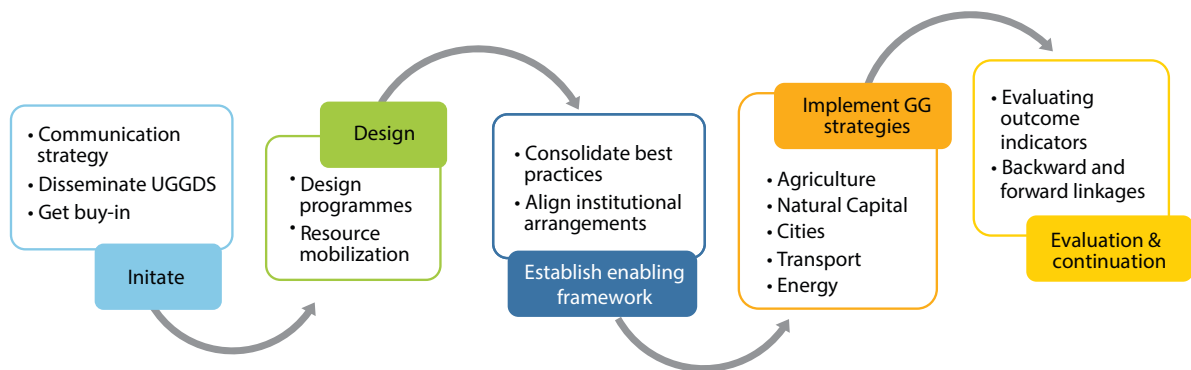 • Communication
strategy
• Disseminate UGGDS
• Get buy-in
Initate
Design
• Design
programmes
• Resource
mobilization
• Consolidate best
practices
• Align institutional
arrangements
Establish enabling
framework
Implement GG
strategies
• Agriculture
• Natural Capital
• Cities
• Transport
• Energy
• Evaluating
outcome
indicators
• Backward and
forward linkages
Evaluation &
continuation